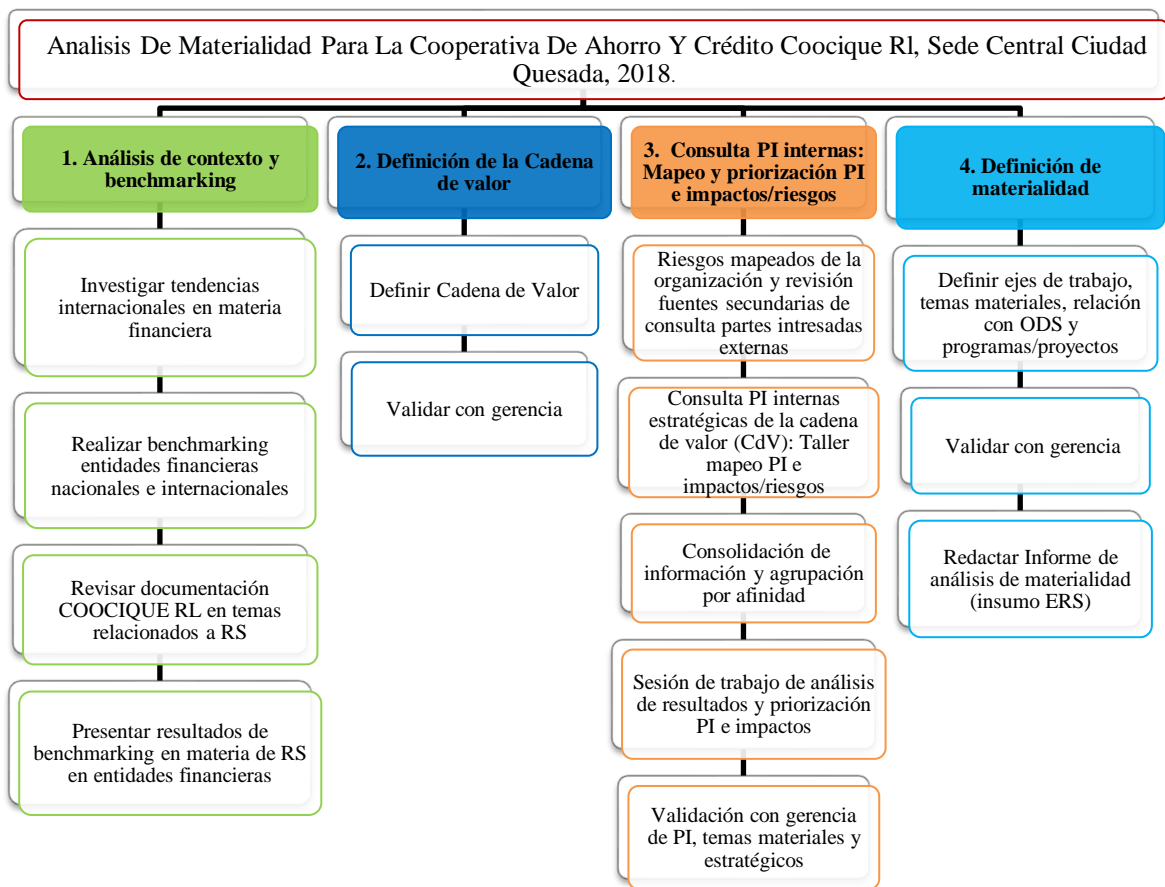 Analisis De Materialidad Para La Cooperativa De Ahorro Y Crédito Coocique Rl, Sede Central Ciudad
Quesada, 2018.
1. Análisis de contexto y
benchmarking
Investigar tendencias
internacionales en materia
financiera
Realizar benchmarking
entidades financieras
nacionales e internacionales
Revisar documentación
COOCIQUE RL en temas
relacionados a RS
Presentar resultados de
benchmarking en materia de RS
en entidades financieras
2. Definición de la Cadena
de valor
Definir Cadena de Valor
Validar con gerencia
3. Consulta PI internas:
Mapeo y priorización PI
e impactos/riesgos
Riesgos mapeados de la
organización y revisión
fuentes secundarias de
consulta partes intresadas
externas
Consulta PI internas
estratégicas de la cadena
de valor (CdV): Taller
mapeo PI e
impactos/riesgos
Consolidación de
información y agrupación
por afinidad
Sesión de trabajo de análisis
de resultados y priorización
PI e impactos
Validación con gerencia
de PI, temas materiales y
estratégicos
4. Definición de
materialidad
Definir ejes de trabajo,
temas materiales, relación
con ODS y
programas/proyectos
Validar con gerencia
Redactar Informe de
análisis de materialidad
(insumo ERS)